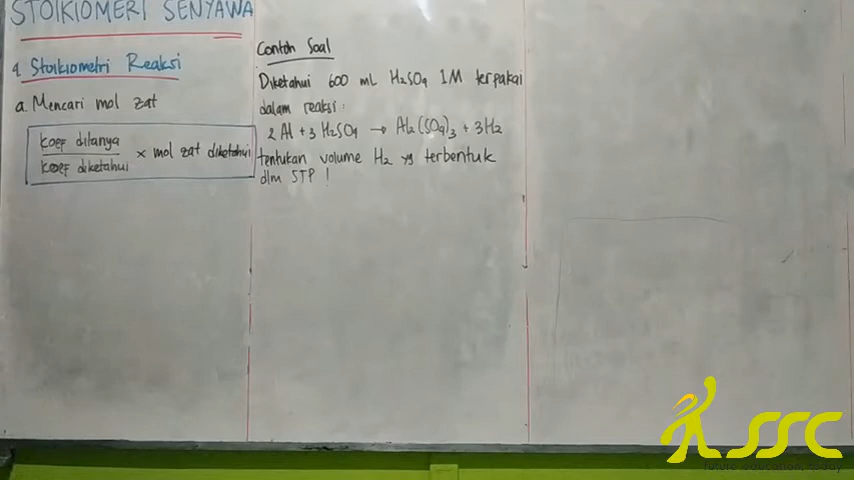 STOIKIOMERI SENYAWA
4. Stoikiometri Reaksi
a. Mencari mol zat
koef ditanya
koef diketahui × mol zat diketahui
Contoh Soal
Diketahui 600 mL H₂SO₄ 1M terpakai
dalam reaksi:
2 Al + 3 H₂SO₄ → Al₂(SO₄)₃ + 3H₂
tentukan volume H₂ yg terbentuk
dlm STP !
SSC
future education, today